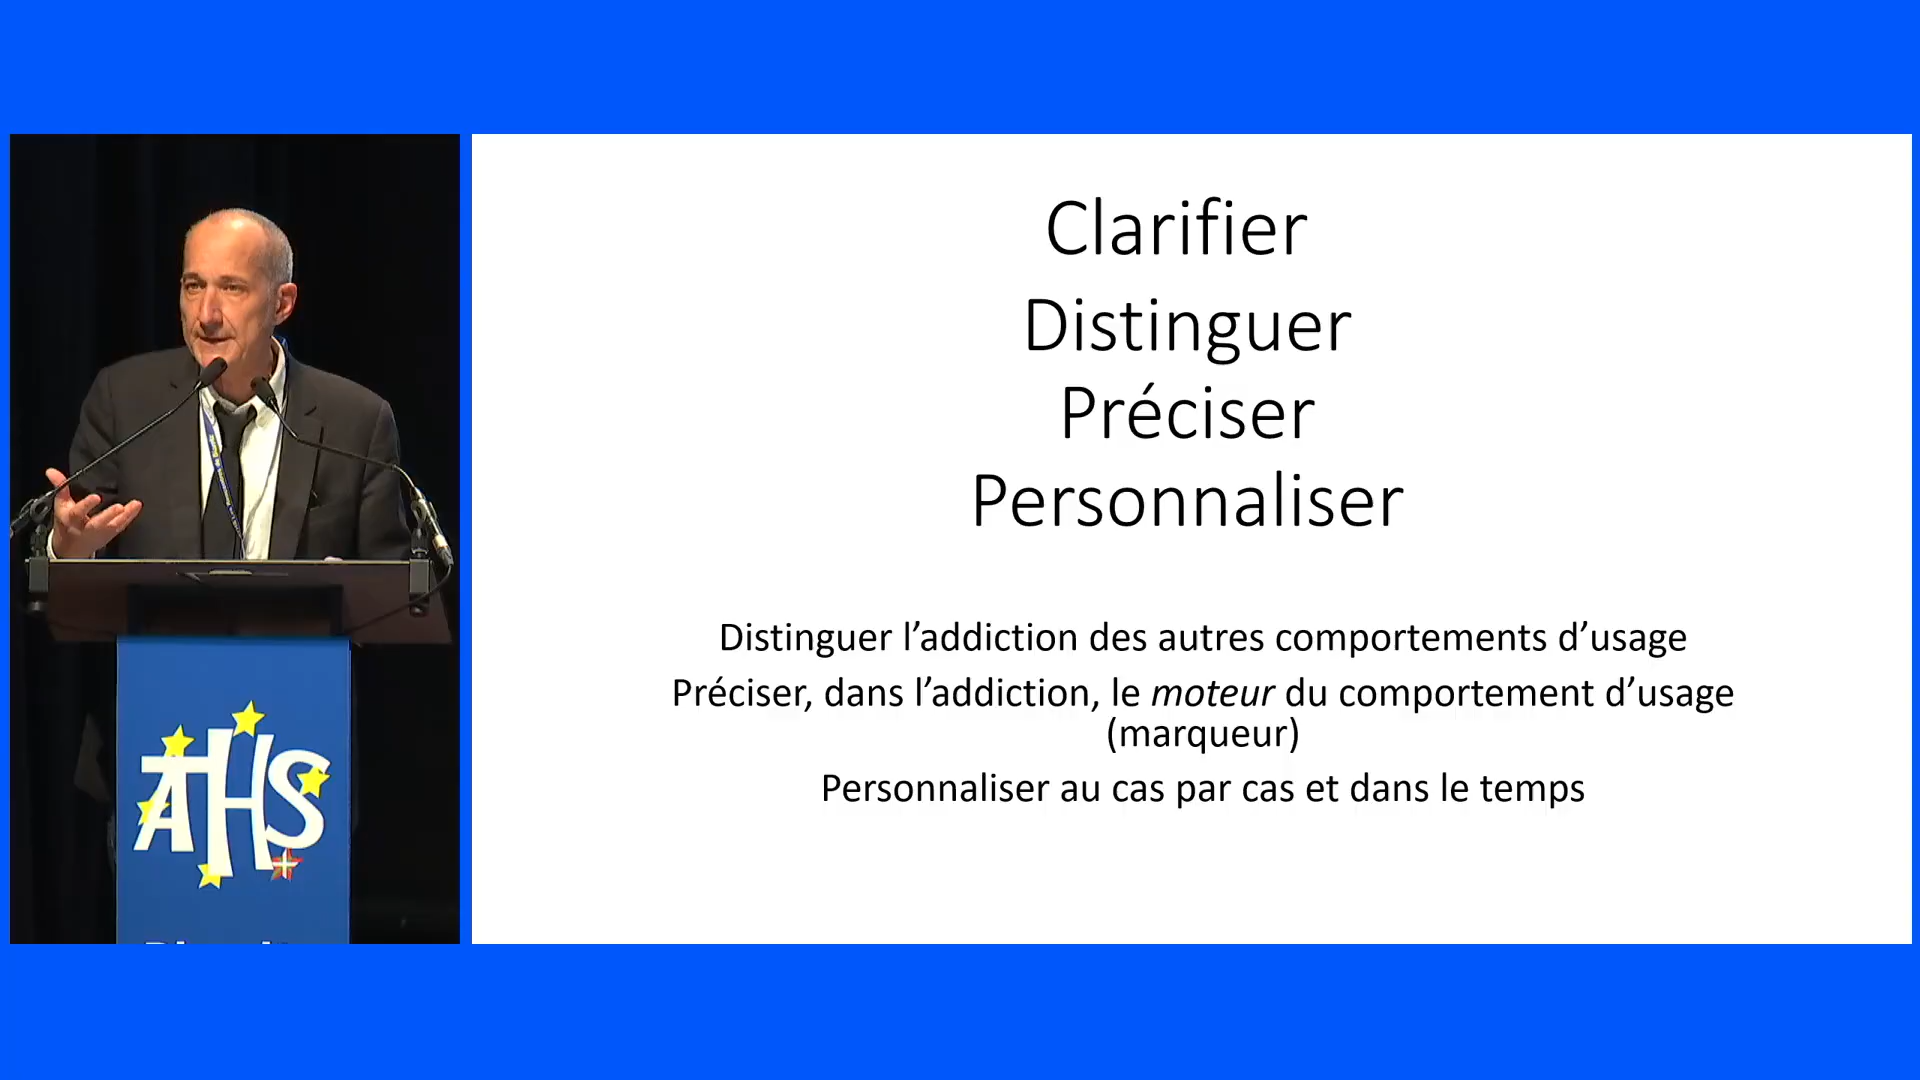 Clarifier
Distinguer
Préciser
Personnaliser
Distinguer l’addiction des autres comportements d’usage
Préciser, dans l’addiction, le moteur du comportement d’usage
(marqueur)
Personnaliser au cas par cas et dans le temps
AHS